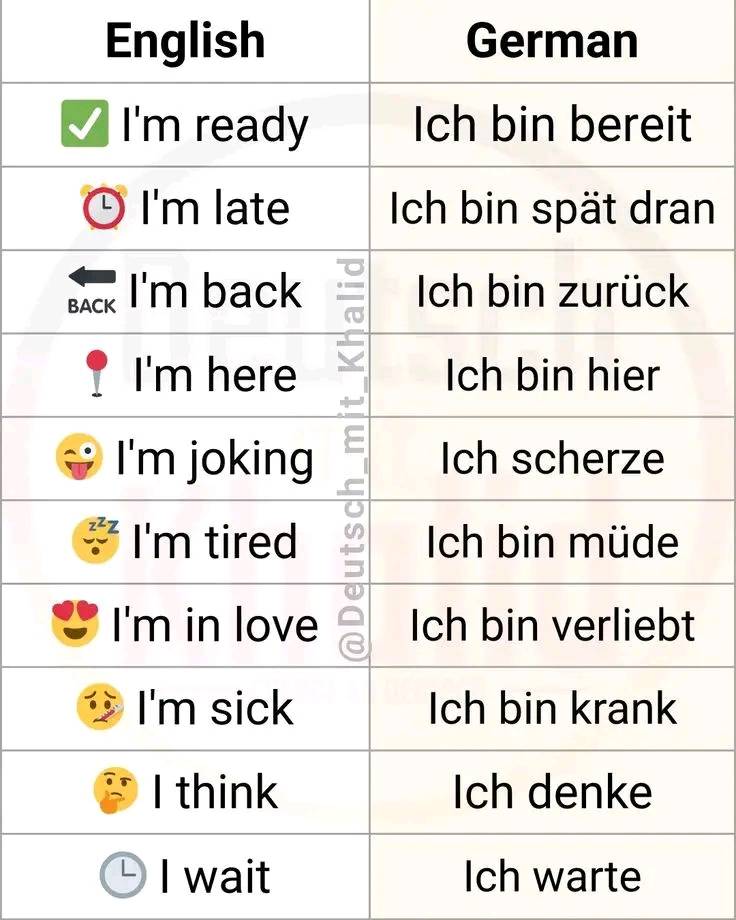 English German
✅ I'm ready Ich bin bereit
⏰ I'm late Ich bin spät dran
🔙 BACK I'm back Ich bin zurück
📍 I'm here Ich bin hier
😜 I'm joking Ich scherze
😴 I'm tired Ich bin müde
😍 I'm in love Ich bin verliebt
🤒 I'm sick Ich bin krank
🤔 I think Ich denke
🕒 I wait Ich warte
@Deutsch_mit_Khalid